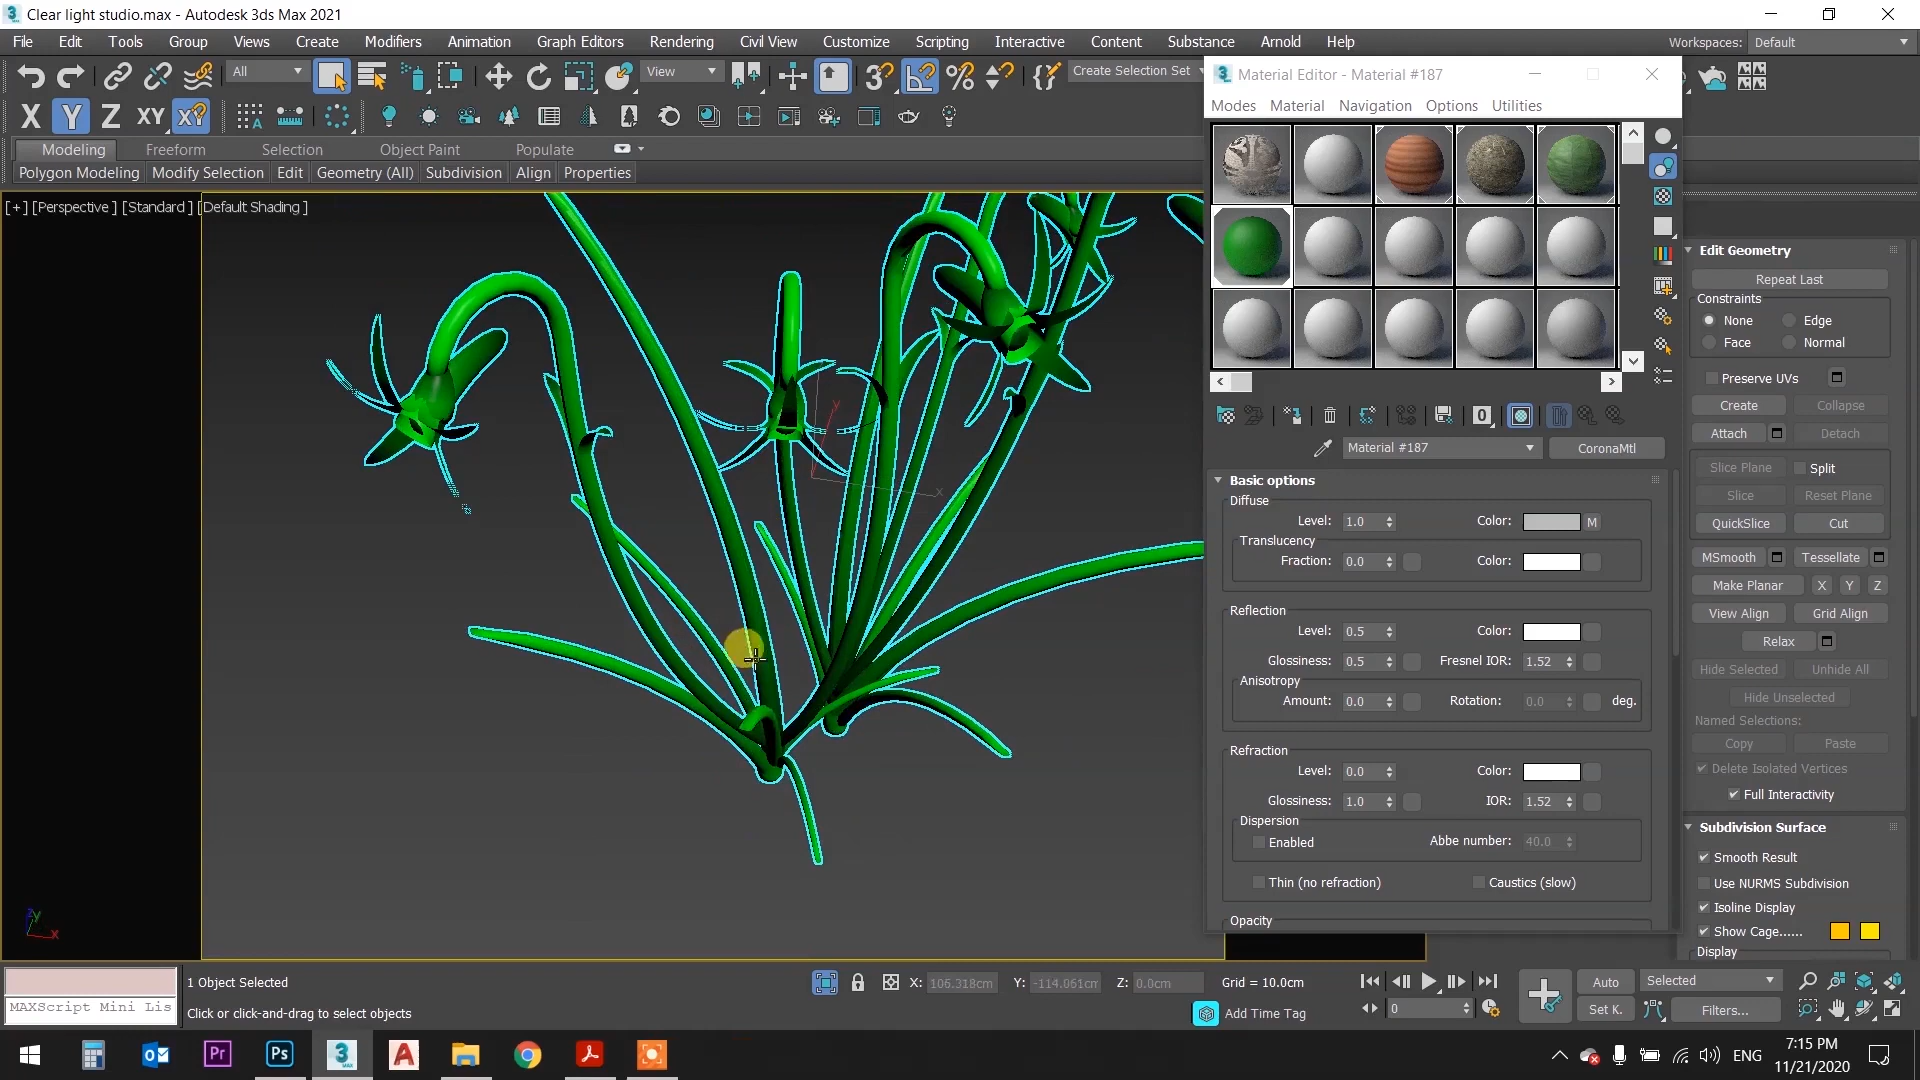 Clear light studio.max - Autodesk 3ds Max 2021
File Edit Tools Group Views Create Modifiers Animation Graph Editors Rendering Civil View Customize Scripting Interactive Content Substance Arnold Help
Workspaces: Default
All
View
Create Selection Set
X Y Z XY XY
Modeling Freeform Selection Object Paint Populate
Polygon Modeling Modify Selection Edit Geometry (All) Subdivision Align Properties
[+] [Perspective ] [Standard ] [Default Shading ]
y
x
Material Editor - Material #187
Modes Material Navigation Options Utilities
0
Material #187
CoronaMtl
Basic options
Diffuse
Level: 1.0 Color: M
Translucency
Fraction: 0.0 Color:
Reflection
Level: 0.5 Color:
Glossiness: 0.5 Fresnel IOR: 1.52
Anisotropy
Amount: 0.0 Rotation: 0.0 deg.
Refraction
Level: 0.0 Color:
Glossiness: 1.0 IOR: 1.52
Dispersion
Enabled Abbe number: 40.0
Thin (no refraction) Caustics (slow)
Opacity
Edit Geometry
Repeat Last
Constraints
None Edge
Face Normal
Preserve UVs
Create Collapse
Attach Detach
Slice Plane Split
Slice Reset Plane
QuickSlice Cut
MSmooth Tessellate
Make Planar X Y Z
View Align Grid Align
Relax
Hide Selected Unhide All
Hide Unselected
Named Selections:
Copy Paste
Delete Isolated Vertices
Full Interactivity
Subdivision Surface
Smooth Result
Use NURMS Subdivision
Isoline Display
Show Cage......
Display
MAXScript Mini Lis
1 Object Selected
Click or click-and-drag to select objects
X: 106.318cm Y: -114.061cm Z: 0.0cm Grid = 10.0cm
Add Time Tag
0
Auto Selected
Set K. Filters...
Pr Ps 3 MAX A
ENG
7:15 PM
11/21/2020